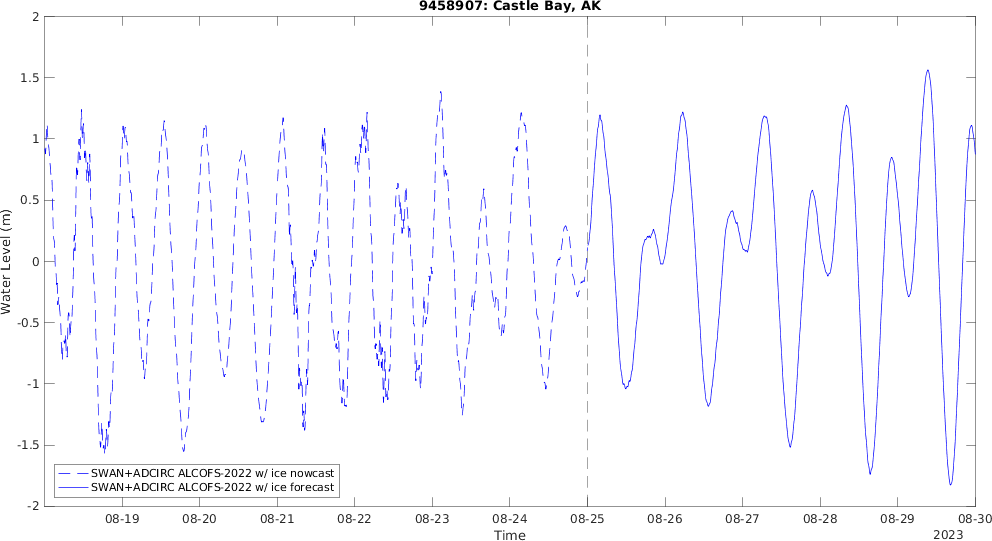 9458907: Castle Bay, AK
2
1.5
1
0.5
0
-0.5
-1
-1.5
-2
Water Level (m)
SWAN+ADCIRC ALCOFS-2022 w/ ice nowcast
SWAN+ADCIRC ALCOFS-2022 w/ ice forecast
08-19 08-20 08-21 08-22 08-23 08-24 08-25 08-26 08-27 08-28 08-29 08-30
Time
2023